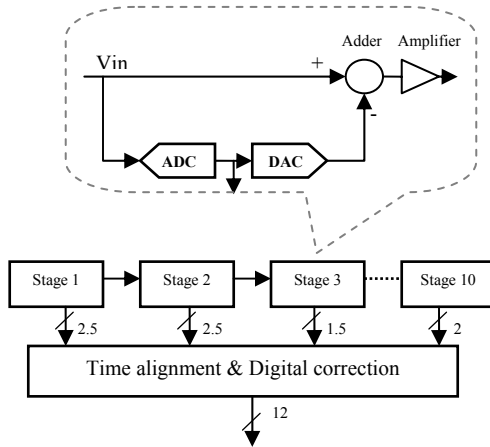 Adder Amplifier
Vin
+
-
ADC DAC
Stage 1 Stage 2 Stage 3 Stage 10
2.5 2.5 1.5 2
Time alignment & Digital correction
12